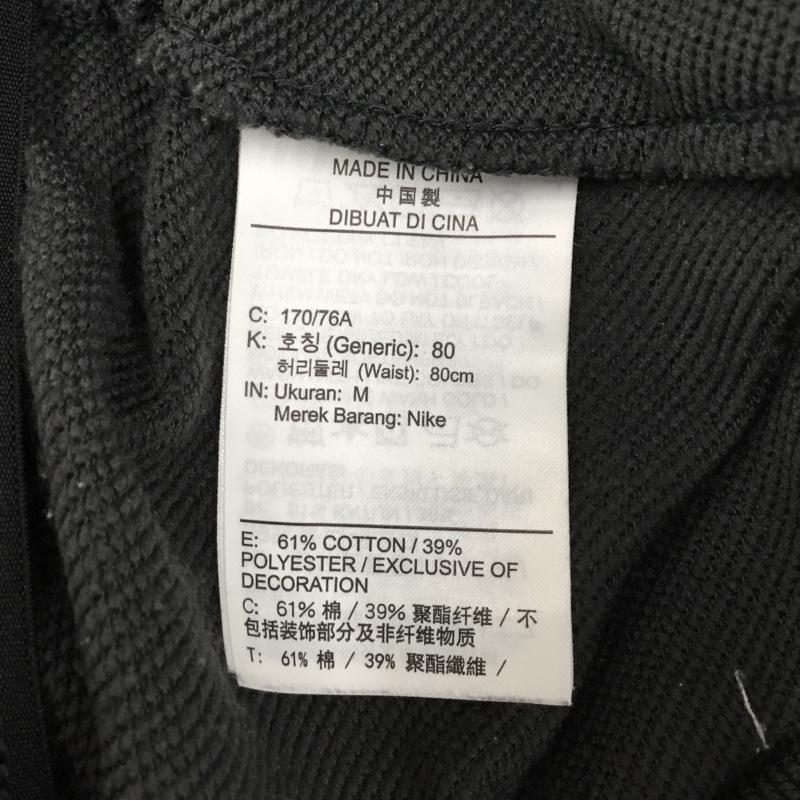 MADE IN CHINA
中国製
DIBUAT DI CINA
C: 170/76A
K: 호칭 (Generic): 80
허리둘레 (Waist): 80cm
IN: Ukuran: M
Merek Barang: Nike
E: 61% COTTON / 39%
POLYESTER / EXCLUSIVE OF
DECORATION
C: 61% 棉 / 39% 聚酯纤维 / 不
包括装饰部分及非纤维物质
T: 61% 棉 / 39% 聚酯纖維 /